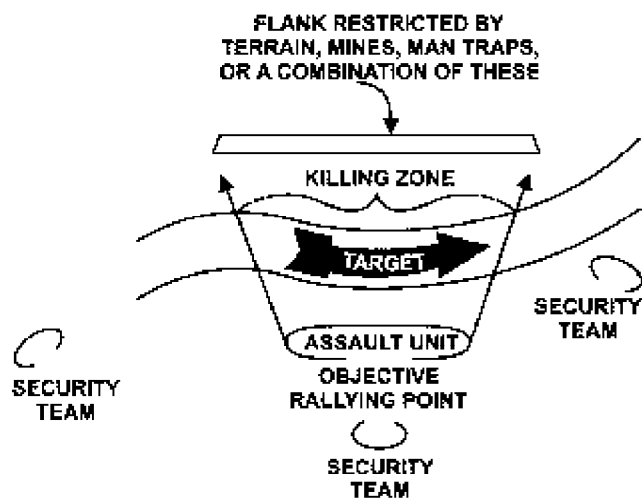 FLANK RESTRICTED BY
TERRAIN, MINES, MAN TRAPS,
OR A COMBINATION OF THESE
KILLING ZONE
TARGET
SECURITY
TEAM
ASSAULT UNIT
OBJECTIVE
RALLYING POINT
SECURITY
TEAM
SECURITY
TEAM